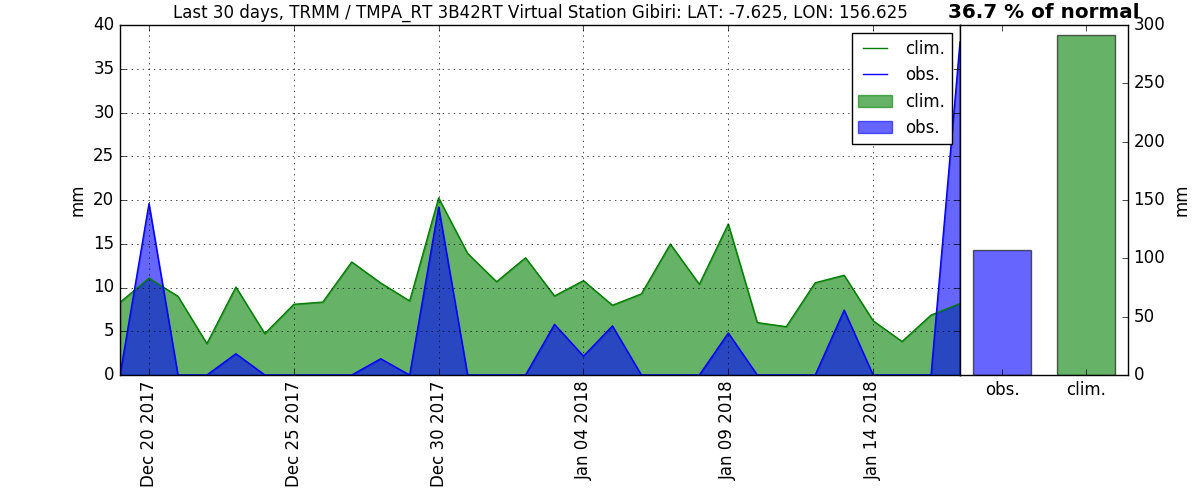 Last 30 days, TRMM / TMPA_RT 3B42RT Virtual Station Gibiri: LAT: -7.625, LON: 156.625
36.7 % of normal
mm
40
35
30
25
20
15
10
5
0
clim.
obs.
clim.
obs.
300
250
200
150
100
50
0
mm
obs.
clim.
Dec 20 2017
Dec 25 2017
Dec 30 2017
Jan 04 2018
Jan 09 2018
Jan 14 2018